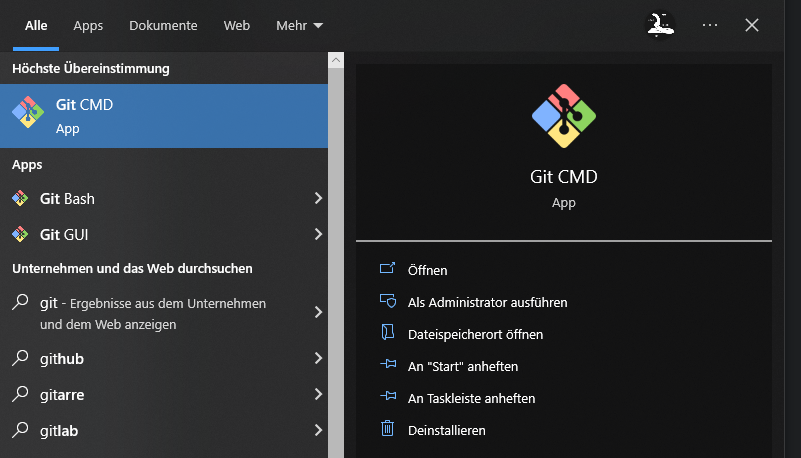 Alle Apps Dokumente Web Mehr
Höchste Übereinstimmung
Git CMD
App
Apps
Git Bash
Git GUI
Unternehmen und das Web durchsuchen
git - Ergebnisse aus dem Unternehmen
und dem Web anzeigen
github
gitarre
gitlab
Git CMD
App
Öffnen
Als Administrator ausführen
Dateispeicherort öffnen
An "Start" anheften
An Taskleiste anheften
Deinstallieren